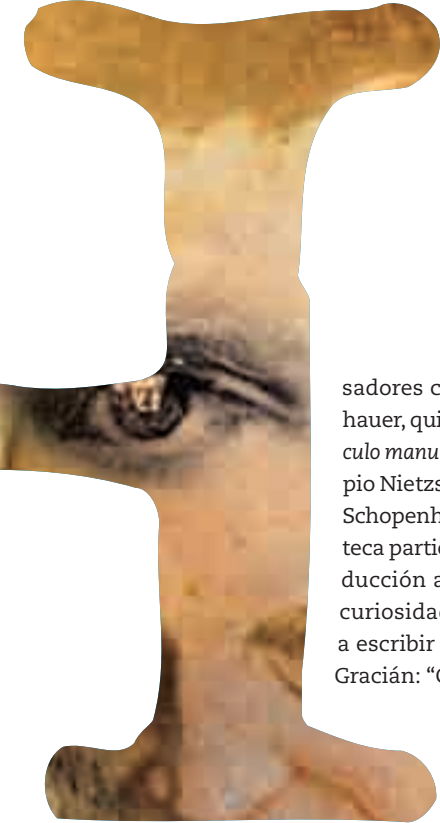 sadores c
hauer, qui
culo manu
pio Nietzs
Schopenh
teca partic
ducción a
curiosidad
a escribir
Gracián: “C